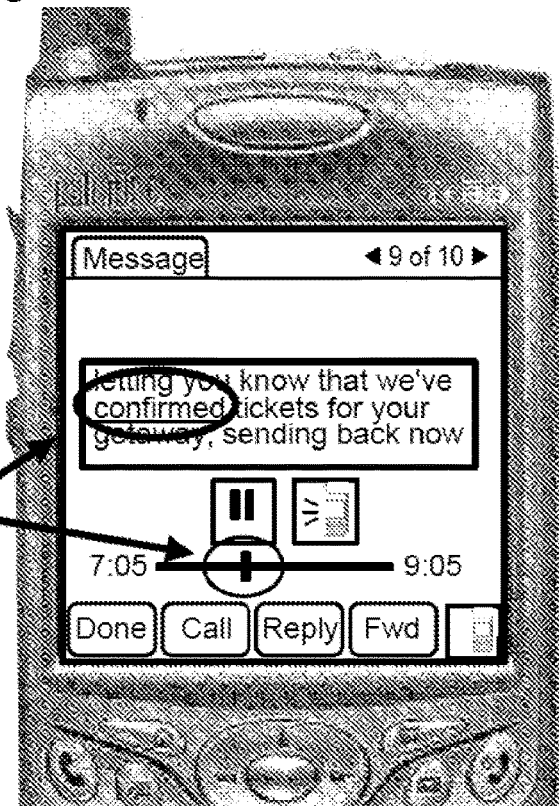 Message
◀ 9 of 10 ▶
letting you know that we've
confirmed tickets for your
getaway, sending back now
7:05
9:05
Done
Call
Reply
Fwd